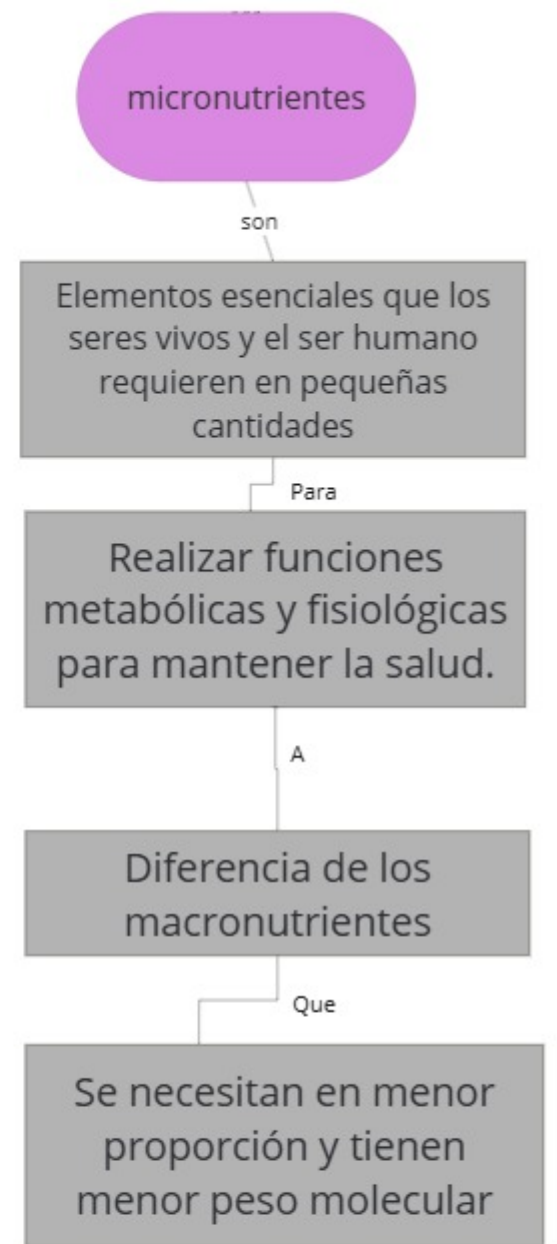 micronutrientes
son
Elementos esenciales que los
seres vivos y el ser humano
requieren en pequeñas
cantidades
Para
Realizar funciones
metabólicas y fisiológicas
para mantener la salud.
A
Diferencia de los
macronutrientes
Que
Se necesitan en menor
proporción y tienen
menor peso molecular